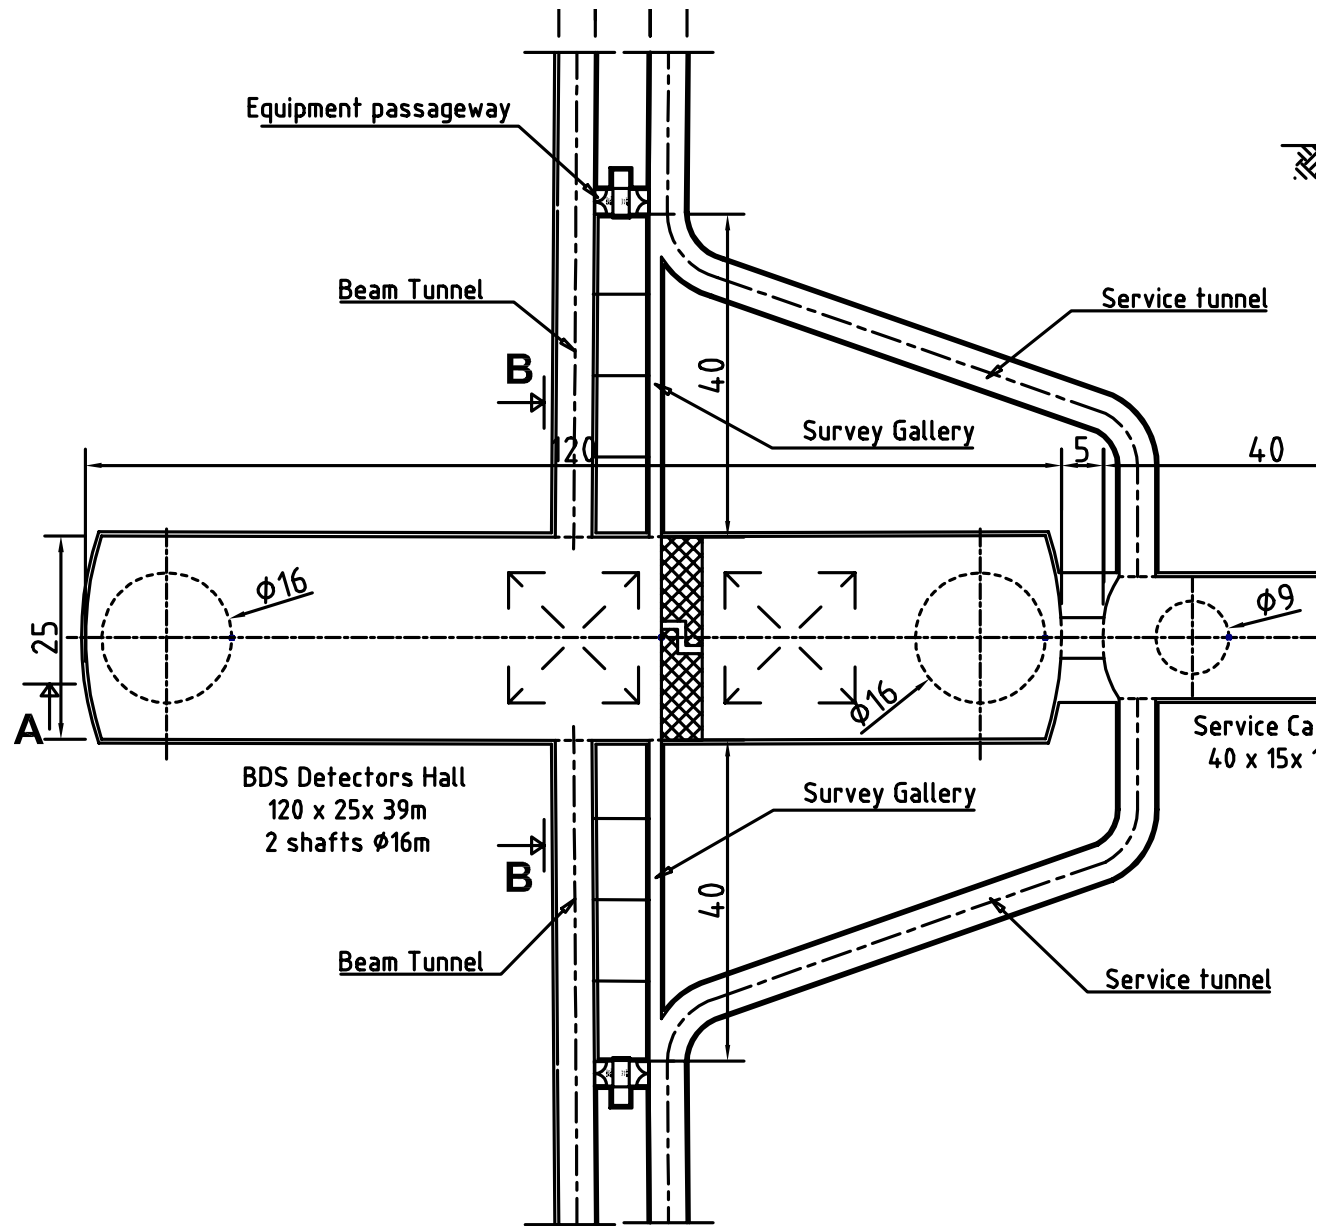 Equipment passageway
Beam Tunnel
Service tunnel
B
40
Survey Gallery
120
5
40
ϕ16
ϕ9
25
ϕ16
A
Service Ca
40 x 15x
BDS Detectors Hall
120 x 25x 39m
2 shafts ϕ16m
Survey Gallery
B
40
Beam Tunnel
Service tunnel